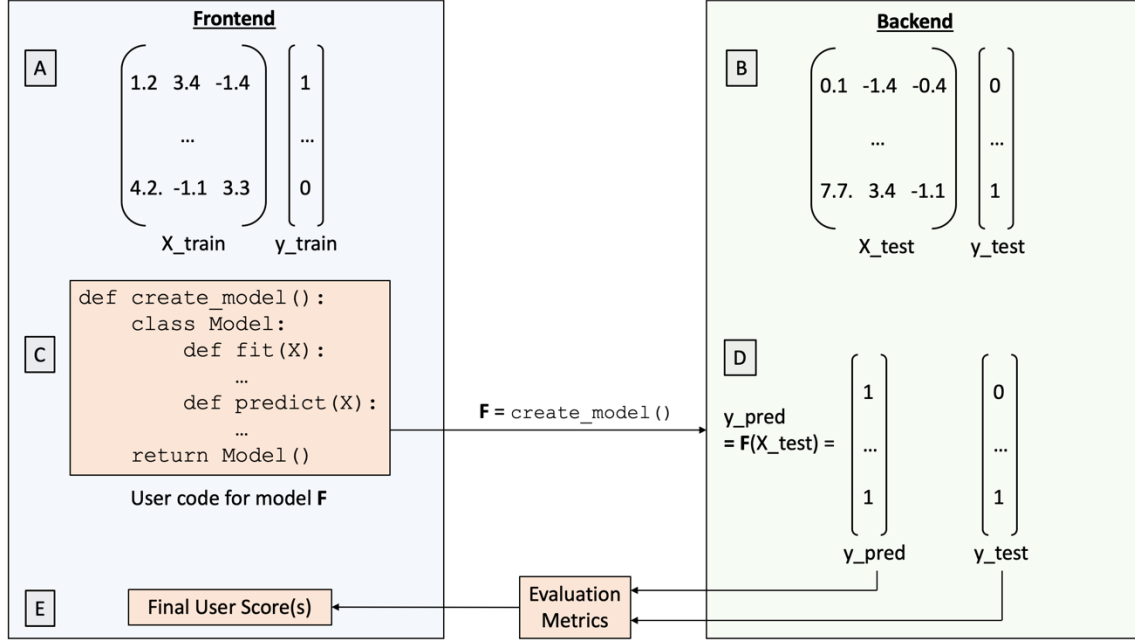 Frontend
A
1.2 3.4 -1.4
...
4.2. -1.1 3.3
X_train
1
...
0
y_train
C
def create_model():
class Model:
def fit(X):
…
def predict(X):
…
return Model()
User code for model F
F = create_model()
Backend
B
0.1 -1.4 -0.4
...
7.7. 3.4 -1.1
X_test
0
...
1
y_test
D
y_pred
= F(X_test) =
1
...
1
y_pred
0
...
1
y_test
E
Final User Score(s)
Evaluation
Metrics